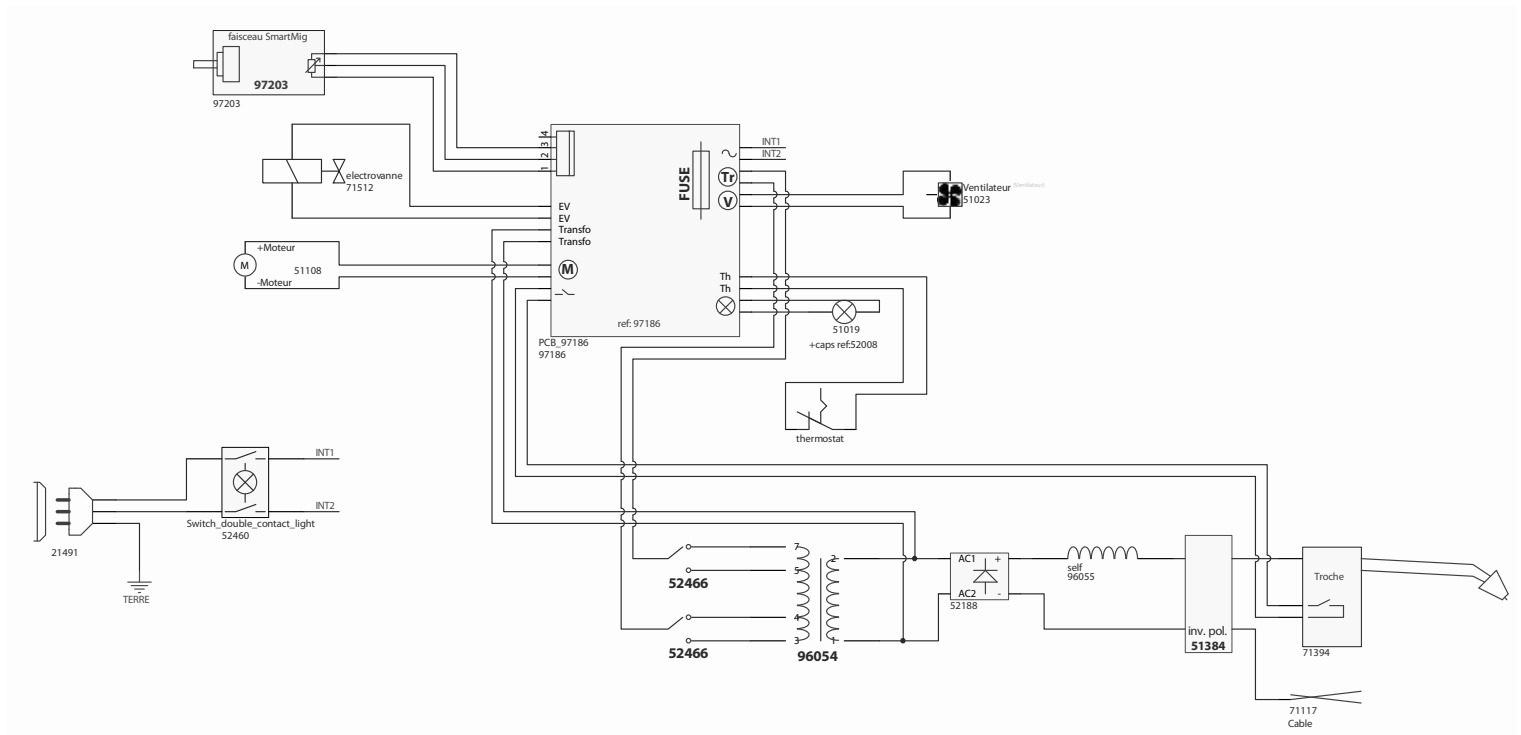 faisceau SmartMig
97203
97203
4
3
2
1
electrovanne
71512
+Moteur
M
51108
-Moteur
EV
EV
Transfo
Transfo
M
FUSE
Tr
V
Th
Th
ref: 97186
PCB_97186
97186
INT1
INT2
Ventilateur (Ventilateur)
51023
51019
+caps ref:52008
thermostat
INT1
INT2
Switch_double_contact_light
52460
21491
TERRE
52466
52466
7
5
4
3
2
1
96054
AC1 +
AC2 -
52188
self
96055
inv. pol.
51384
Troche
71394
71117
Cable